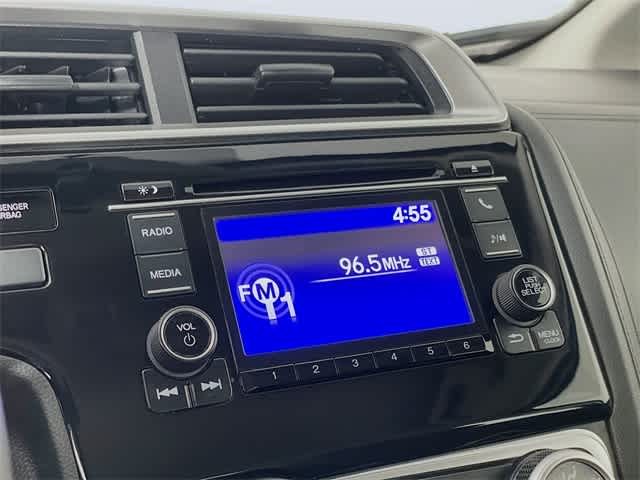 SENGER
RBAG
RADIO
MEDIA
VOL
4:55
96.5MHz
ST
TEXT
FM1
1 2 3 4 5 6
LIST
PUSH
SELECT
MENU
CLOCK